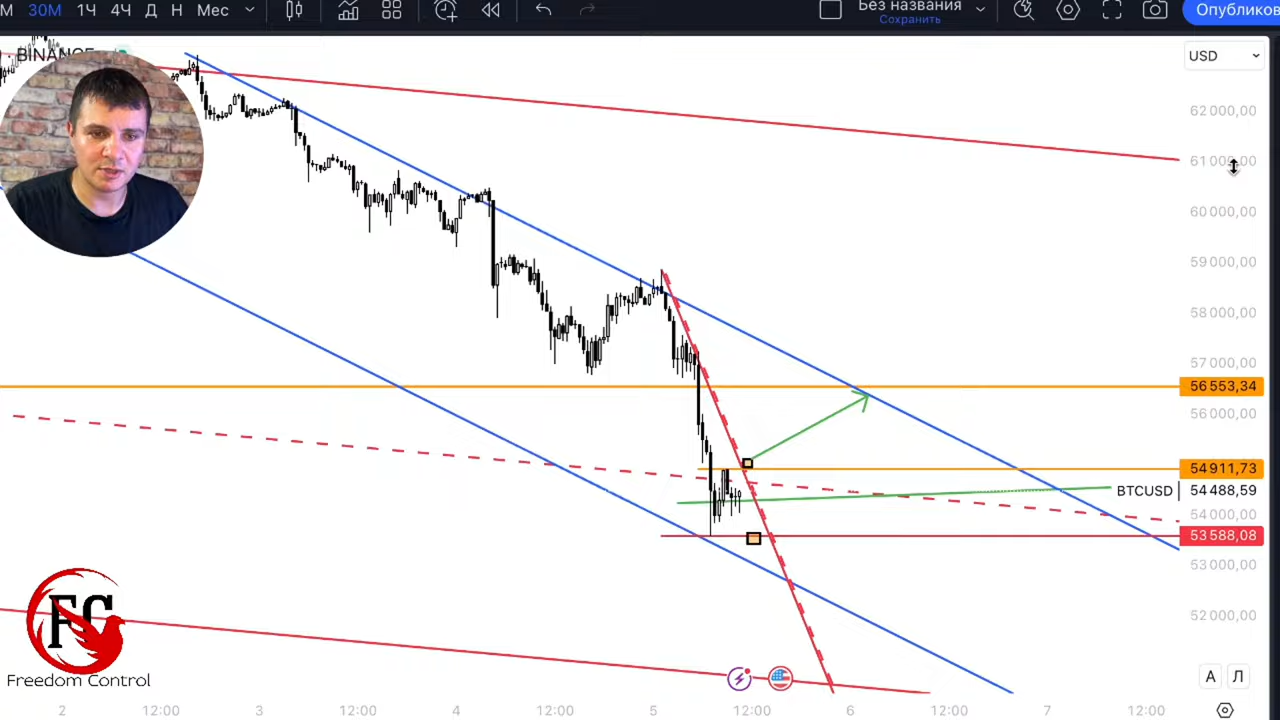 М 30М 1Ч 4Ч Д Н Мес Без названия
Сохранить
Опубликов
· BINANCE
USD
62 000,00
61 000,00
60 000,00
59 000,00
58 000,00
57 000,00
56 553,34
56 000,00
54 911,73
BTCUSD 54 488,59
54 000,00
53 588,08
53 000,00
52 000,00
FC
Freedom Control
А Л
2 12:00 3 12:00 4 12:00 5 12:00 6 12:00 7 12:00